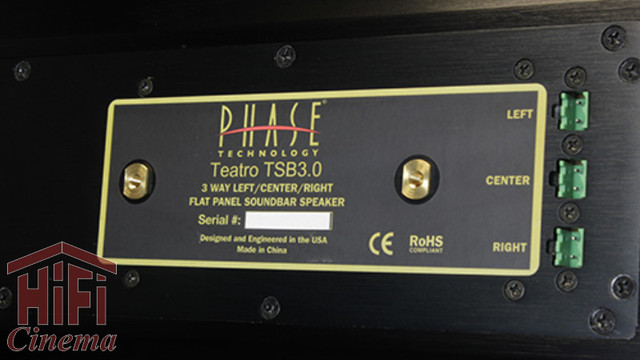 PHASE®
TECHNOLOGY
Teatro TSB3.0
3 WAY LEFT/CENTER/RIGHT
FLAT PANEL SOUNDBAR SPEAKER
Serial #:
Designed and Engineered in the USA
Made in China
CE
RoHS
COMPLIANT
LEFT
CENTER
RIGHT
HiFi
Cinema